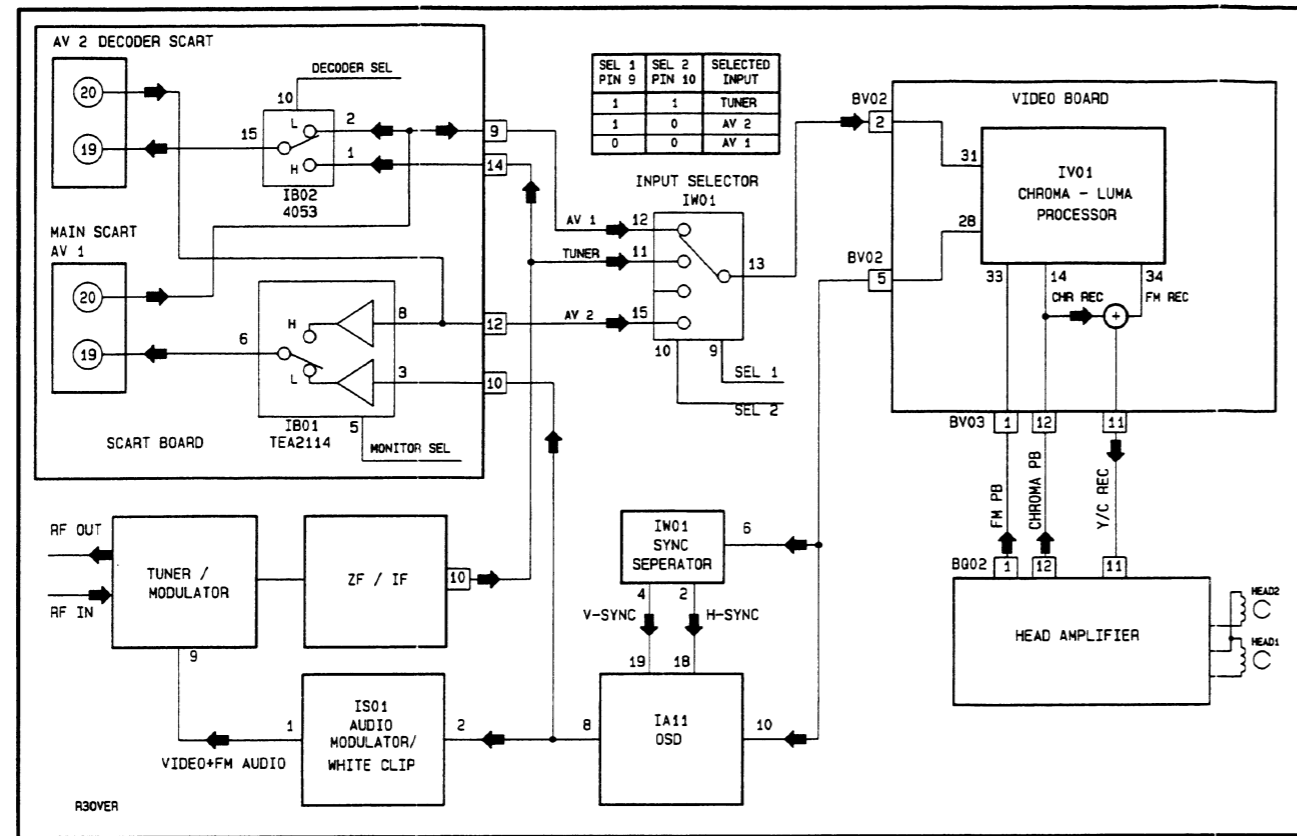 AV 2 DECODER SCART
20
19
DECODER SEL
10
L
2
15
H
1
IB02
4053
9
14
MAIN SCART
AV 1
20
19
H
8
6
L
3
IB01
TEA2114
5
MONITOR SEL
12
10
SCART BOARD
SEL 1
PIN 9
SEL 2
PIN 10
SELECTED
INPUT
1 1 TUNER
1 0 AV 2
0 0 AV 1
INPUT SELECTOR
IW01
AV 1
12
TUNER
11
13
AV 2
15
10
9
SEL 1
SEL 2
BV02
2
VIDEO BOARD
31
IV01
CHROMA - LUMA
PROCESSOR
28
BV02
5
33
14
34
CHR REC
FM REC
+
BV03
1
12
11
FM PB
CHROMA PB
Y/C REC
BQ02
1
12
11
HEAD AMPLIFIER
HEAD2
HEAD1
RF OUT
RF IN
TUNER /
MODULATOR
9
ZF / IF
10
IW01
SYNC
SEPERATOR
6
4
2
V-SYNC
H-SYNC
19
18
IA11
OSD
8
10
IS01
AUDIO
MODULATOR/
WHITE CLIP
1
2
VIDEO+FM AUDIO
R3OVER